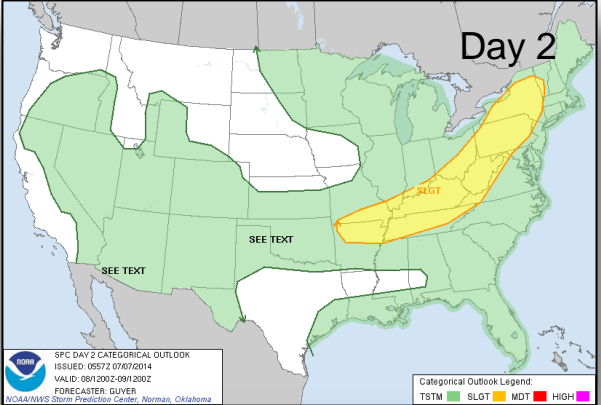 Day 2
SLGT
SEE TEXT
SEE TEXT
NOAA
SPC DAY 2 CATEGORICAL OUTLOOK
ISSUED: 0557Z 07/07/2014
VALID: 08/1200Z-09/1200Z
FORECASTER: GUYER
NOAA/NWS Storm Prediction Center, Norman, Oklahoma
Categorical Outlook Legend:
TSTM SLGT MDT HIGH